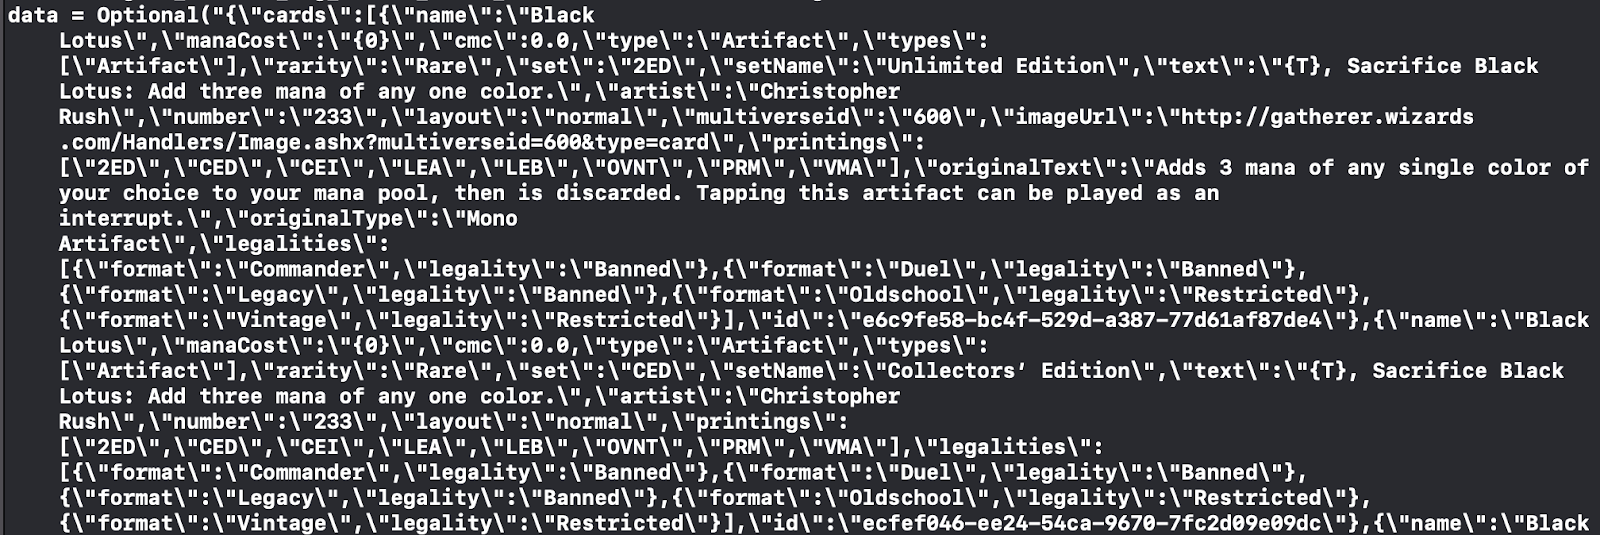 data = Optional("{\"cards\":[{\"name\":\"Black
Lotus\",\"manaCost\":\"{0}\",\"cmc\":0.0,\"type\":\"Artifact\",\"types\":
[\"Artifact\"],\"rarity\":\"Rare\",\"set\":\"2ED\",\"setName\":\"Unlimited Edition\",\"text\":\"{T}, Sacrifice Black
Lotus: Add three mana of any one color.\",\"artist\":\"Christopher
Rush\",\"number\":\"233\",\"layout\":\"normal\",\"multiverseid\":\"600\",\"imageUrl\":\"http://gatherer.wizards
.com/Handlers/Image.ashx?multiverseid=600&type=card\",\"printings\":
[\"2ED\",\"CED\",\"CEI\",\"LEA\",\"LEB\",\"OVNT\",\"PRM\",\"VMA\"],\"originalText\":\"Adds 3 mana of any single color of
your choice to your mana pool, then is discarded. Tapping this artifact can be played as an
interrupt.\",\"originalType\":\"Mono
Artifact\",\"legalities\":
[{\"format\":\"Commander\",\"legality\":\"Banned\"},{\"format\":\"Duel\",\"legality\":\"Banned\"},
{\"format\":\"Legacy\",\"legality\":\"Banned\"},{\"format\":\"Oldschool\",\"legality\":\"Restricted\"},
{\"format\":\"Vintage\",\"legality\":\"Restricted\"}],\"id\":\"e6c9fe58-bc4f-529d-a387-77d61af87de4\"},{\"name\":\"Black
Lotus\",\"manaCost\":\"{0}\",\"cmc\":0.0,\"type\":\"Artifact\",\"types\":
[\"Artifact\"],\"rarity\":\"Rare\",\"set\":\"CED\",\"setName\":\"Collectors’ Edition\",\"text\":\"{T}, Sacrifice Black
Lotus: Add three mana of any one color.\",\"artist\":\"Christopher
Rush\",\"number\":\"233\",\"layout\":\"normal\",\"printings\":
[\"2ED\",\"CED\",\"CEI\",\"LEA\",\"LEB\",\"OVNT\",\"PRM\",\"VMA\"],\"legalities\":
[{\"format\":\"Commander\",\"legality\":\"Banned\"},{\"format\":\"Duel\",\"legality\":\"Banned\"},
{\"format\":\"Legacy\",\"legality\":\"Banned\"},{\"format\":\"Oldschool\",\"legality\":\"Restricted\"},
{\"format\":\"Vintage\",\"legality\":\"Restricted\"}],\"id\":\"ecfef046-ee24-54ca-9670-7fc2d09e09dc\"},{\"name\":\"Black